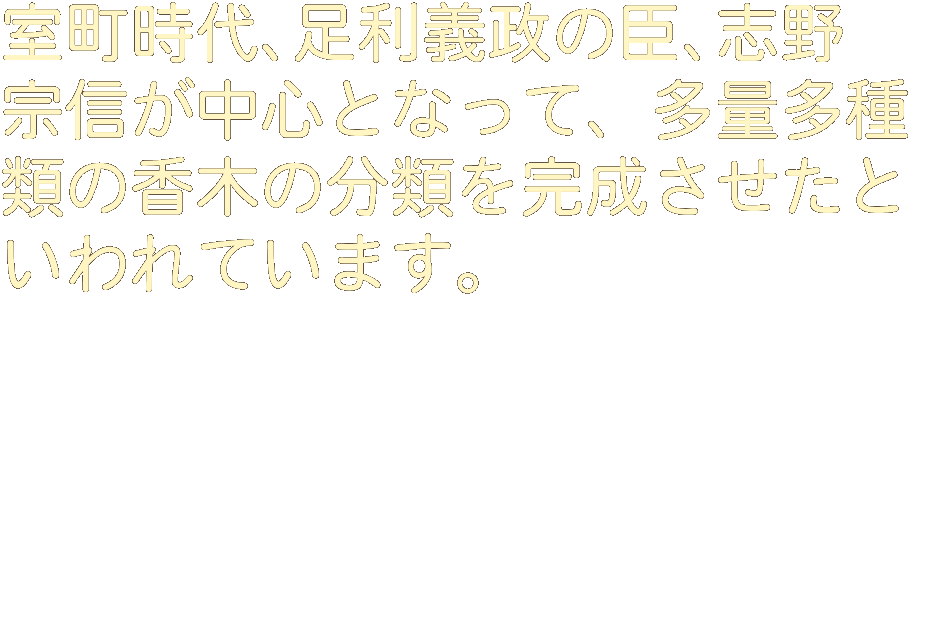 室町時代、足利義政の臣、志野
宗信が中心となって、 多量多種
類の香木の分類を完成させたと
いわれています。